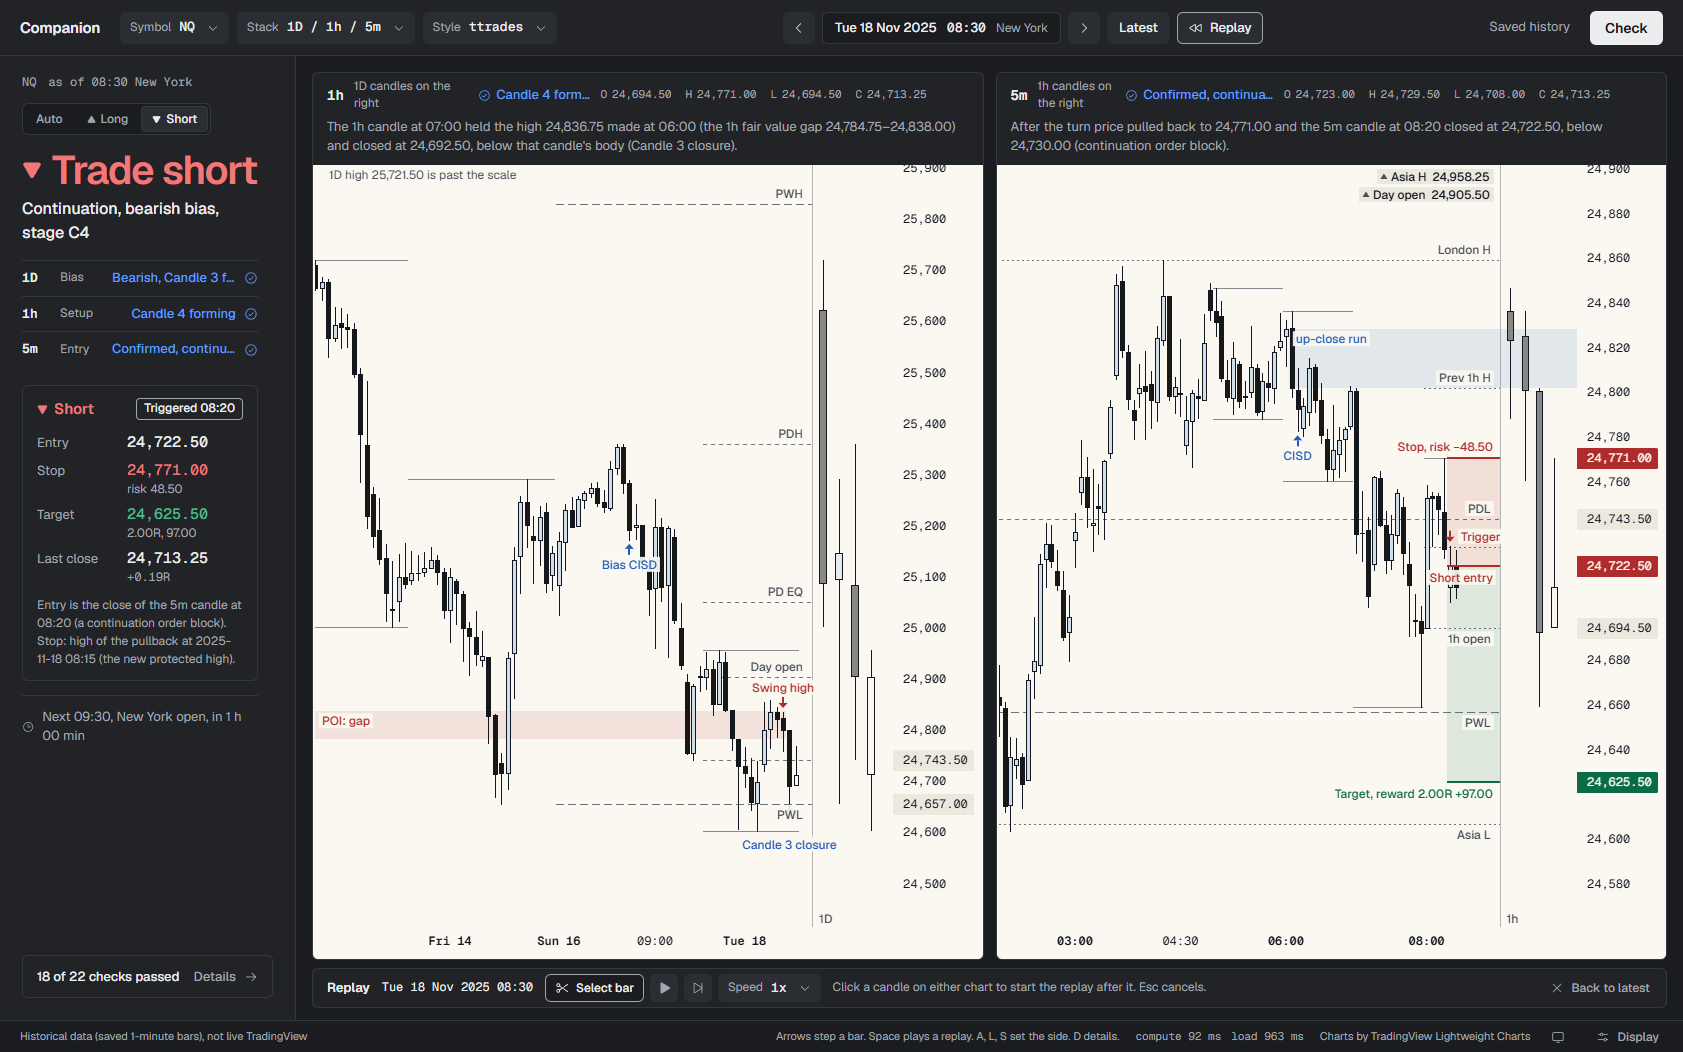 Companion
Symbol NQ
Stack 1D / 1h / 5m
Style ttrades
Tue 18 Nov 2025 08:30 New York
Latest
Replay
Saved history
Check
NQ as of 08:30 New York
Auto
▲ Long
▼ Short
▼ Trade short
Continuation, bearish bias,
stage C4
1D Bias Bearish, Candle 3 f...
1h Setup Candle 4 forming
5m Entry Confirmed, continu...
▼ Short Triggered 08:20
Entry 24,722.50
Stop 24,771.00
risk 48.50
Target 24,625.50
2.00R, 97.00
Last close 24,713.25
+0.19R
Entry is the close of the 5m candle at
08:20 (a continuation order block).
Stop: high of the pullback at 2025-
11-18 08:15 (the new protected high).
Next 09:30, New York open, in 1 h
00 min
18 of 22 checks passed Details →
1h 1D candles on the
right
Candle 4 form... O 24,694.50 H 24,771.00 L 24,694.50 C 24,713.25
The 1h candle at 07:00 held the high 24,836.75 made at 06:00 (the 1h fair value gap 24,784.75–24,838.00)
and closed at 24,692.50, below that candle's body (Candle 3 closure).
1D high 25,721.50 is past the scale
PWH
PDH
Bias CISD
PD EQ
Day open
Swing high
POI: gap
PWL
Candle 3 closure
1D
25,900
25,800
25,700
25,600
25,500
25,400
25,300
25,200
25,100
25,000
24,900
24,800
24,743.50
24,700
24,657.00
24,600
24,500
Fri 14
Sun 16
09:00
Tue 18
5m 1h candles on
the right
Confirmed, continua... O 24,723.00 H 24,729.50 L 24,708.00 C 24,713.25
After the turn price pulled back to 24,771.00 and the 5m candle at 08:20 closed at 24,722.50, below
24,730.00 (continuation order block).
▲ Asia H 24,958.25
▲ Day open 24,905.50
London H
up-close run
Prev 1h H
CISD
Stop, risk −48.50
PDL
Trigger
Short entry
1h open
PWL
Target, reward 2.00R +97.00
Asia L
1h
24,900
24,880
24,860
24,840
24,820
24,800
24,780
24,771.00
24,760
24,743.50
24,722.50
24,694.50
24,680
24,660
24,640
24,625.50
24,600
24,580
03:00
04:30
06:00
08:00
Replay Tue 18 Nov 2025 08:30
Select bar
Speed 1x
Click a candle on either chart to start the replay after it. Esc cancels.
Back to latest
Historical data (saved 1-minute bars), not live TradingView
Arrows step a bar. Space plays a replay. A, L, S set the side. D details.
compute 92 ms load 963 ms
Charts by TradingView Lightweight Charts
Display